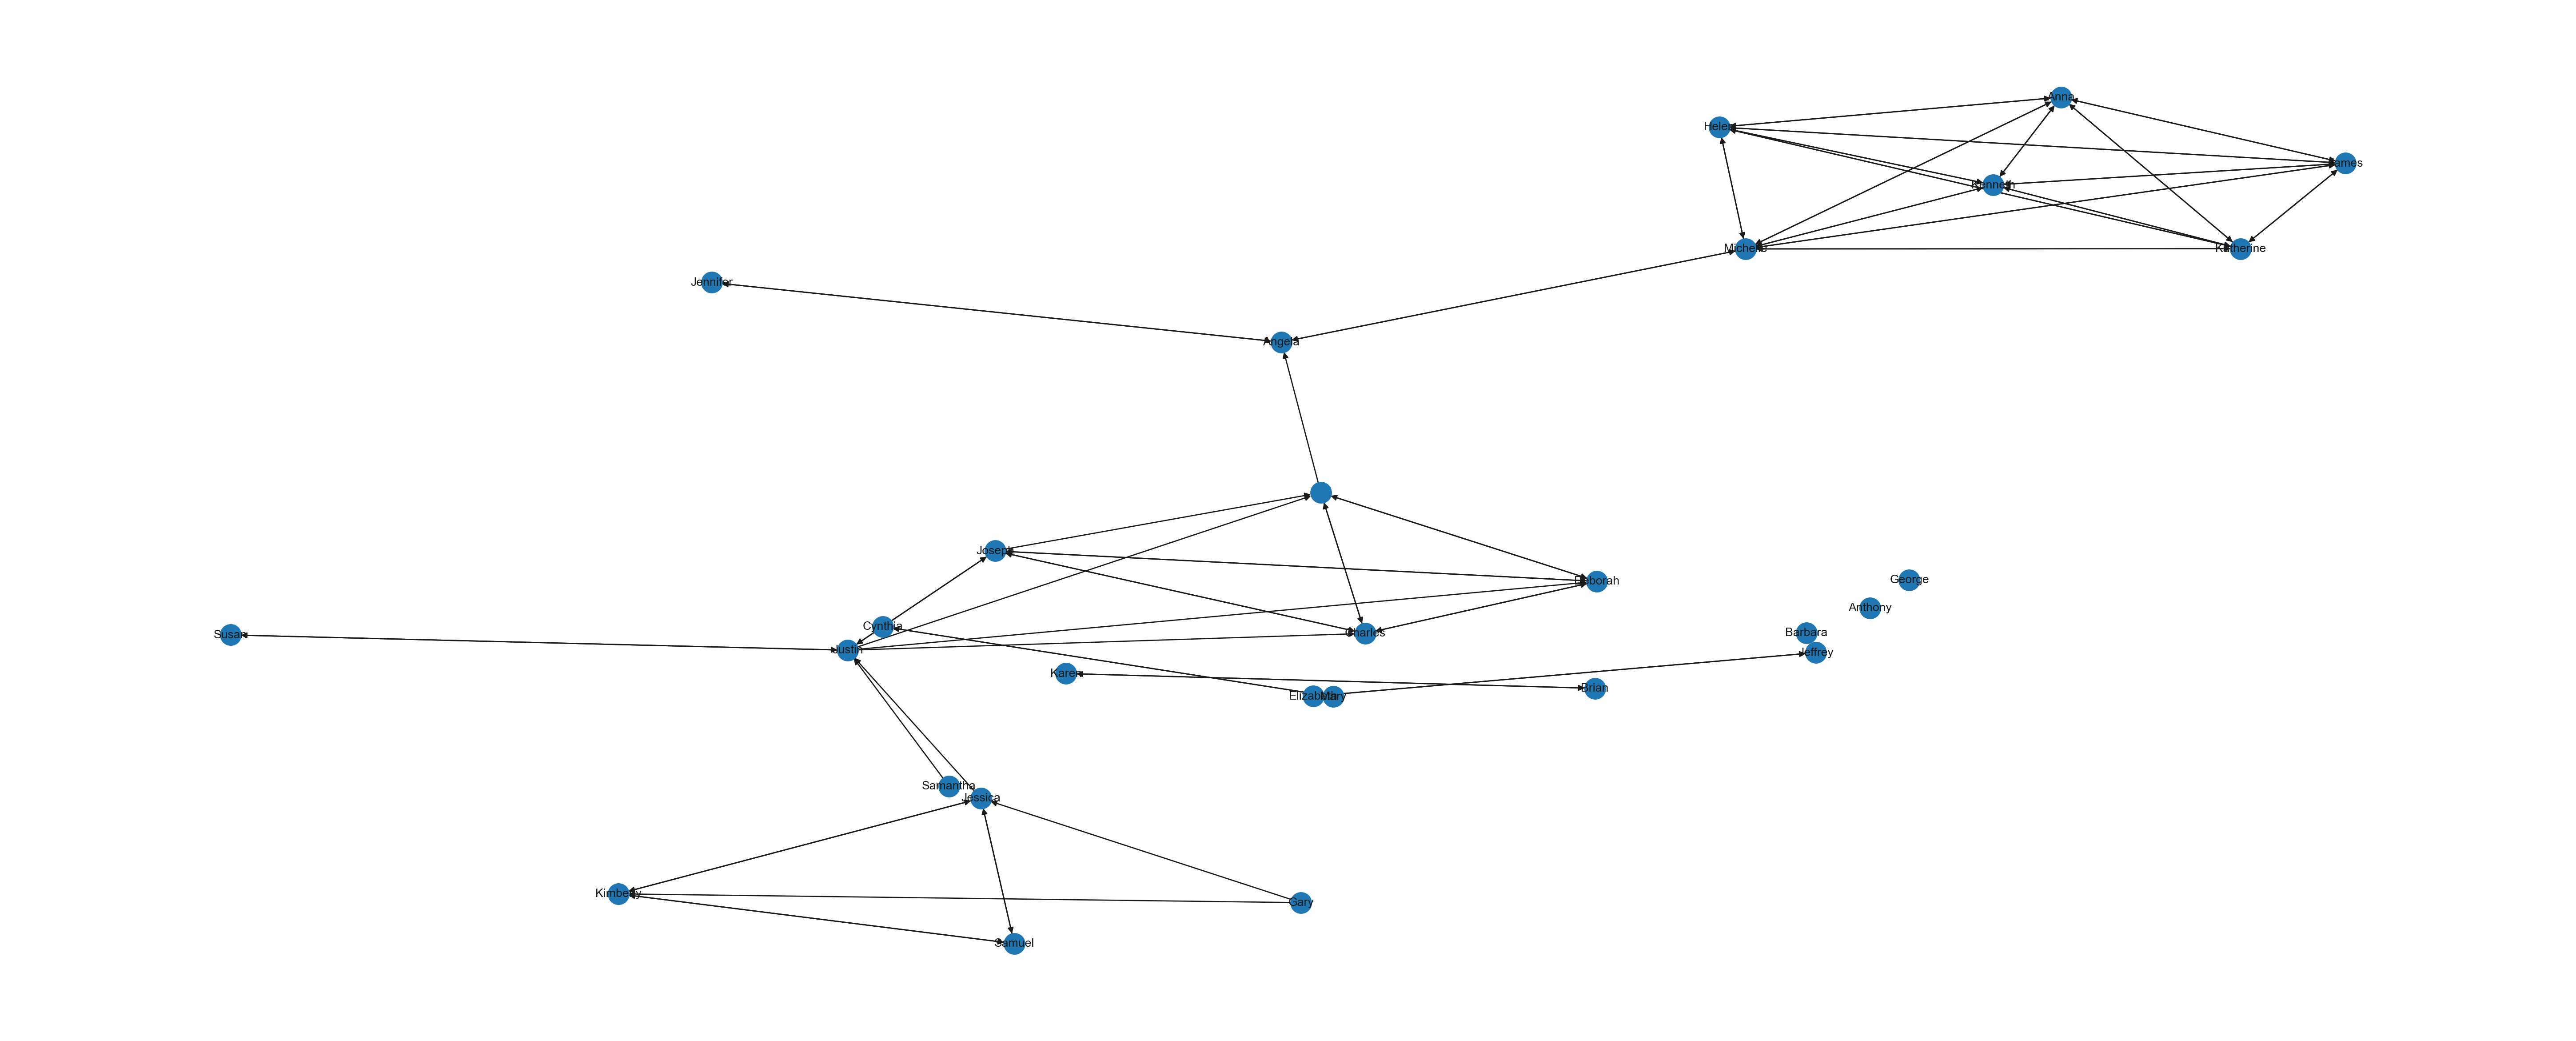 Anna
Helen
James
Kenneth
Michelle
Katherine
Jennifer
Angela
Joseph
Deborah
George
Anthony
Cynthia
Barbara
Susan
Charles
Justin
Jeffrey
Karen
Brian
Elizabeth
Mary
Samantha
Jessica
Kimberly
Gary
Samuel